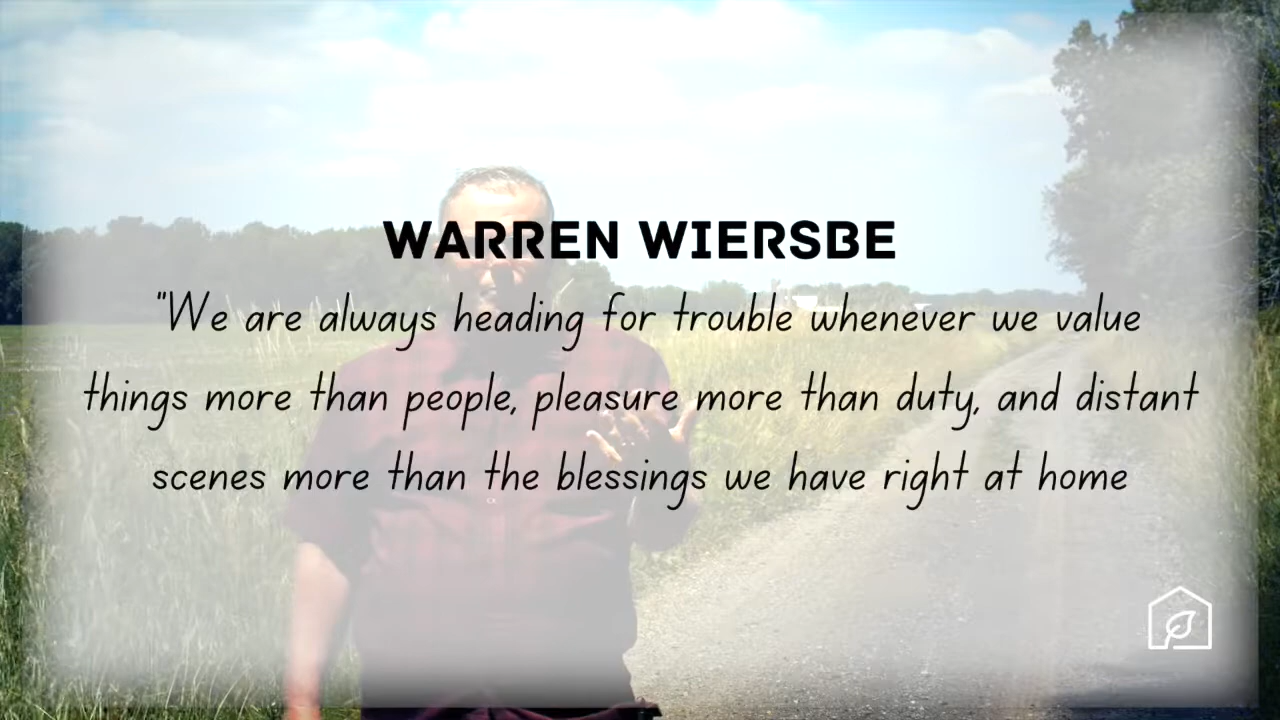 WARREN WIERSBE
"We are always heading for trouble whenever we value
things more than people, pleasure more than duty, and distant
scenes more than the blessings we have right at home